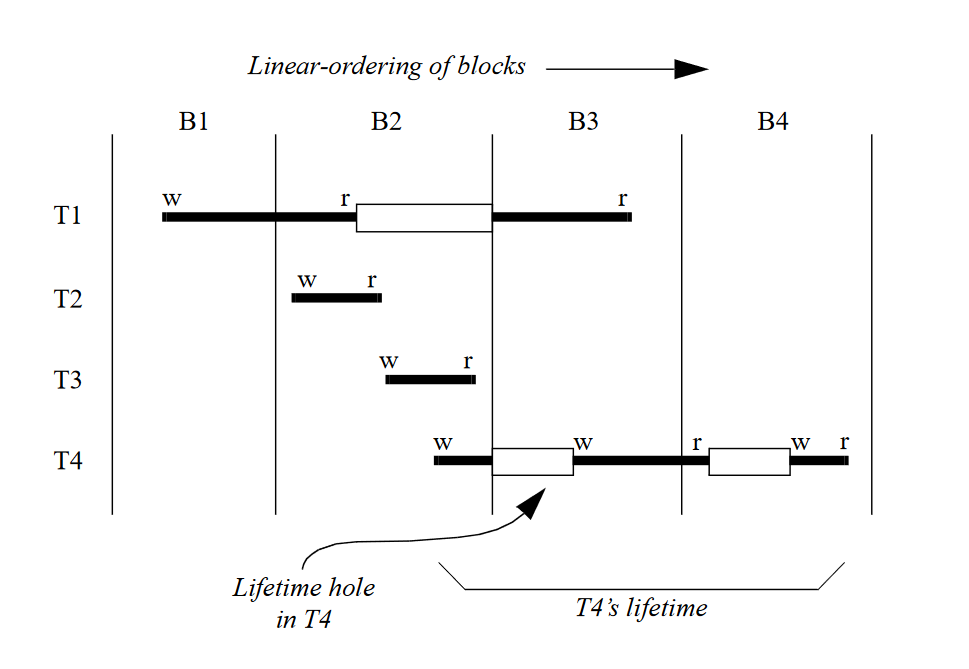 Linear-ordering of blocks
B1 B2 B3 B4
T1 w r r
T2 w r
T3 w r
T4 w w r w r
Lifetime hole
in T4
T4’s lifetime